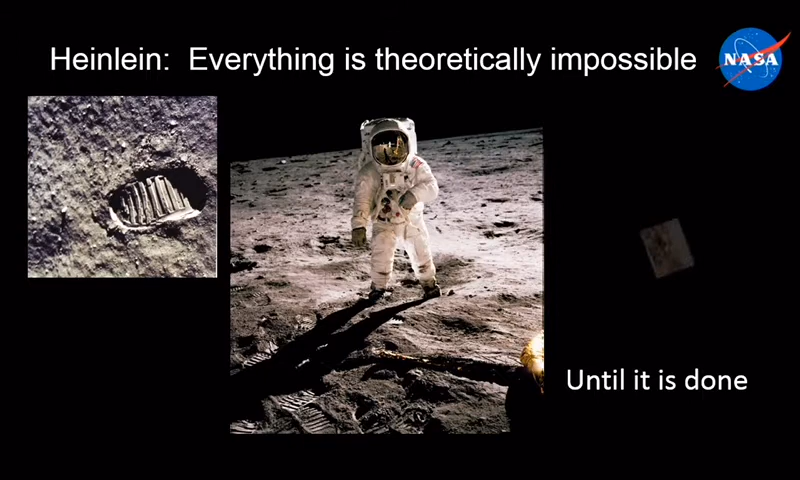 Heinlein:  Everything is theoretically impossible
NASA
Until it is done